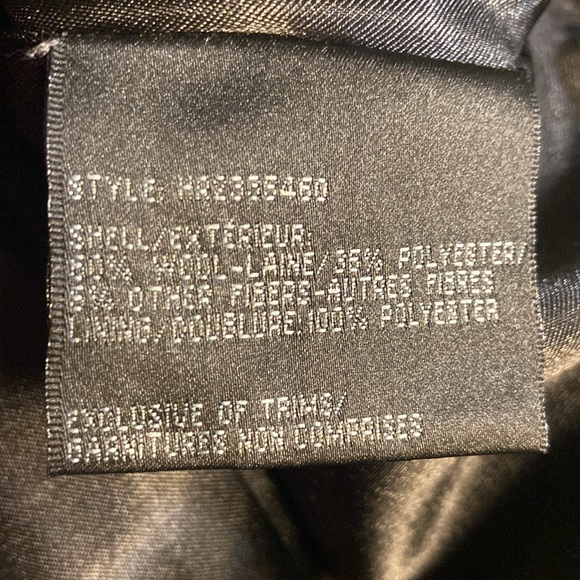 STYLE:
SHELL/EXTÉRIEUR:
60% WOOL-LAINE/35% POLYESTER/
5% OTHER FIBERS-AUTRES FIBRES
LINING/DOUBLURE:100% POLYESTER
EXCLUSIVE OF TRIMS/
GARNITURES NON COMPRISES